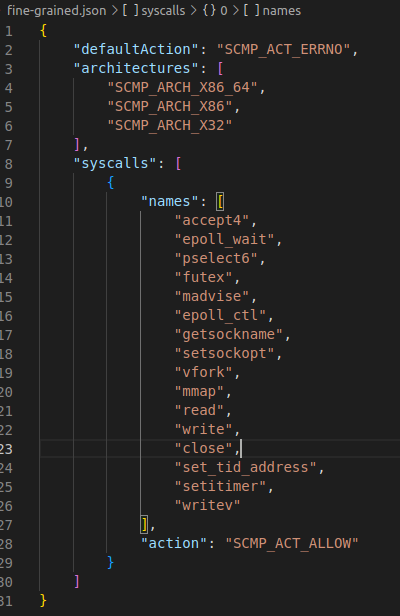 fine-grained.json > [ ] syscalls > { } 0 > [ ] names
1 {
2     "defaultAction": "SCMP_ACT_ERRNO",
3     "architectures": [
4         "SCMP_ARCH_X86_64",
5         "SCMP_ARCH_X86",
6         "SCMP_ARCH_X32"
7     ],
8     "syscalls": [
9         {
10             "names": [
11                 "accept4",
12                 "epoll_wait",
13                 "pselect6",
14                 "futex",
15                 "madvise",
16                 "epoll_ctl",
17                 "getsockname",
18                 "setsockopt",
19                 "vfork",
20                 "mmap",
21                 "read",
22                 "write",
23                 "close",
24                 "set_tid_address",
25                 "setitimer",
26                 "writev"
27             ],
28             "action": "SCMP_ACT_ALLOW"
29         }
30     ]
31 }